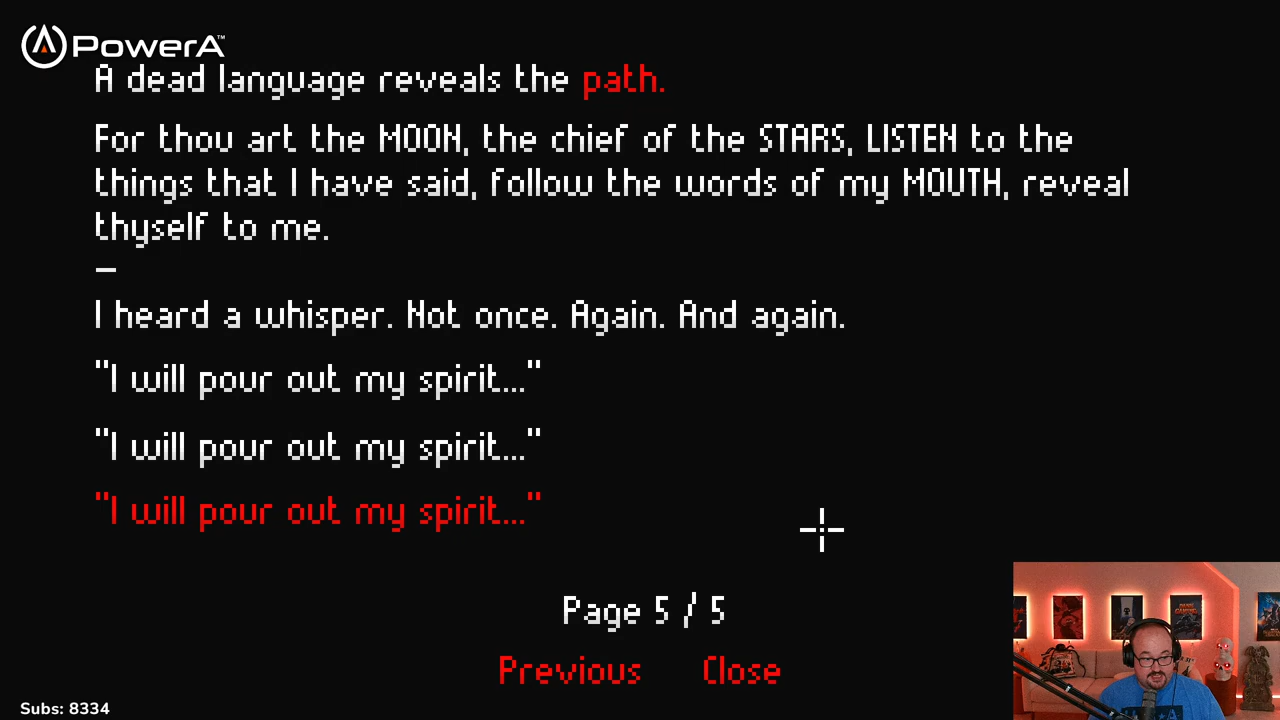 PowerA™
A dead language reveals the path.
For thou art the MOON, the chief of the STARS, LISTEN to the
things that I have said, follow the words of my MOUTH, reveal
thyself to me.
—
I heard a whisper. Not once. Again. And again.
"I will pour out my spirit..."
"I will pour out my spirit..."
"I will pour out my spirit..."
Page 5 / 5
Previous Close
Subs: 8334